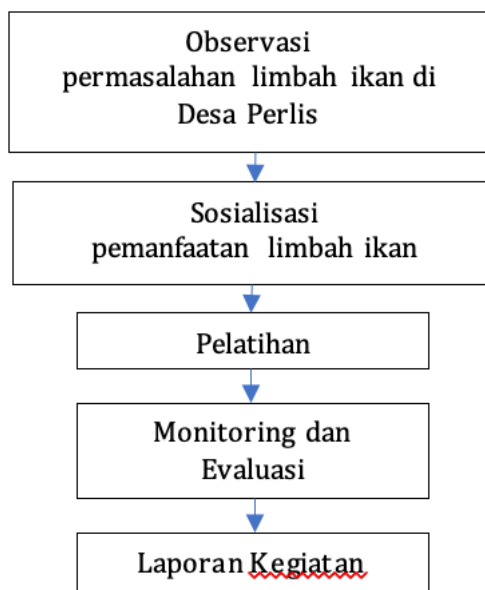 Observasi
permasalahan limbah ikan di
Desa Perlis
Sosialisasi
pemanfaatan limbah ikan
Pelatihan
Monitoring dan
Evaluasi
Laporan Kegiatan